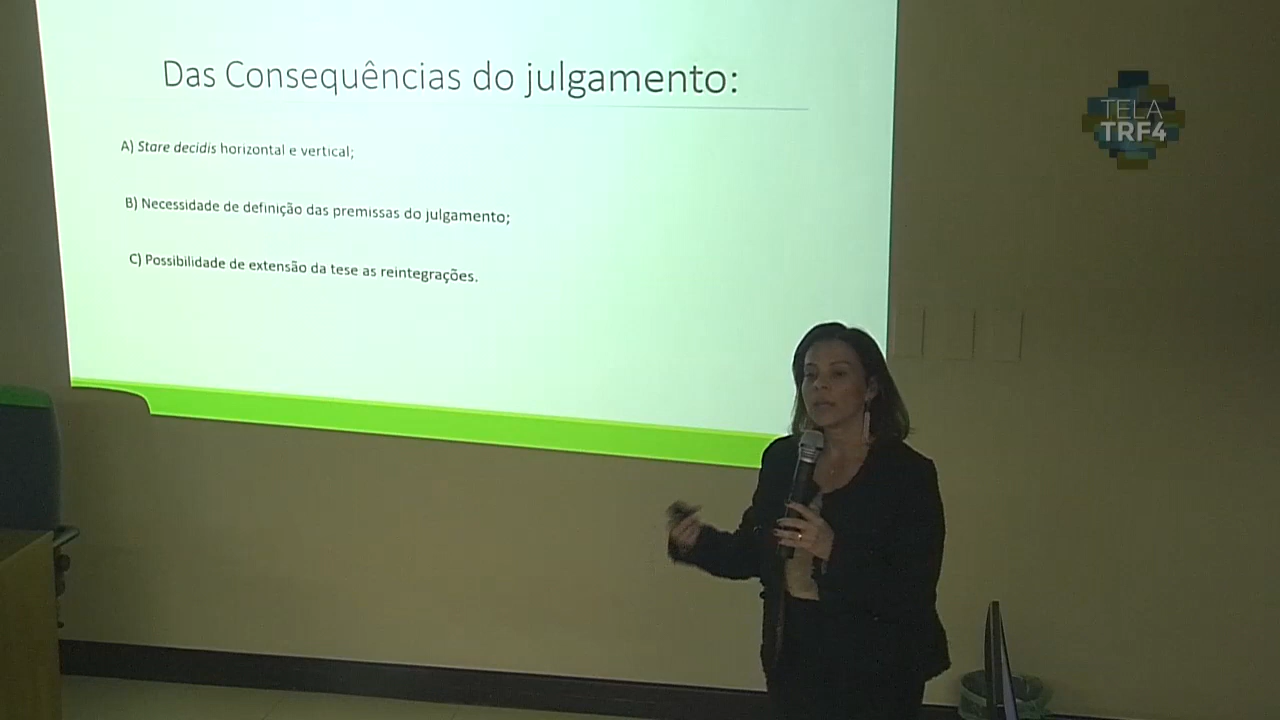 Das Consequências do julgamento:
A) Stare decidis horizontal e vertical;
B) Necessidade de definição das premissas do julgamento;
C) Possibilidade de extensão da tese as reintegrações.
TELA
TRF4